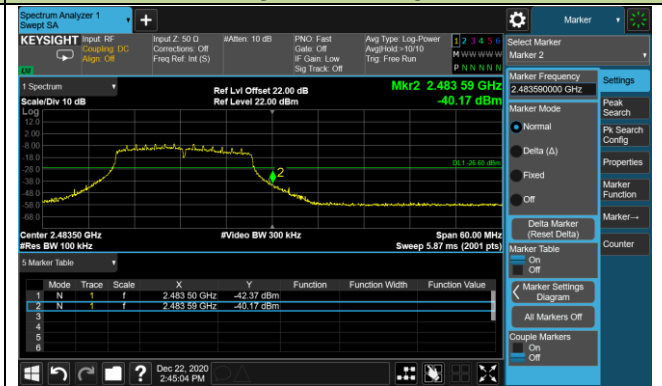 Spectrum Analyzer 1
Swept SA
Marker
KEYSIGHT
Input: RF
Coupling: DC
Align: Off
Input Z: 50 Ω
Corrections: Off
Freq Ref: Int (S)
#Atten: 10 dB
PNO: Fast
Gate: Off
IF Gain: Low
Sig Track: Off
Avg Type: Log-Power
Avg|Hold:>10/10
Trig: Free Run
1 2 3 4 5 6
M W W W W W
P N N N N N
LXI
Select Marker
Marker 2
1 Spectrum
Scale/Div 10 dB
Ref Lvl Offset 22.00 dB
Ref Level 22.00 dBm
Mkr2 2.483 59 GHz
-40.17 dBm
Log
12.0
2.00
-8.00
-18.0
-28.0
-38.0
-48.0
-58.0
-68.0
2
Center 2.48350 GHz
#Res BW 100 kHz
#Video BW 300 kHz
Span 60.00 MHz
Sweep 5.87 ms (2001 pts)
5 Marker Table
Mode Trace Scale X Y Function Function Width Function Value
1 N 1 f 2.483 50 GHz -42.37 dBm
2 N 1 f 2.483 59 GHz -40.17 dBm
3
4
5
6
Marker Frequency
2.483590000 GHz
Marker Mode
Normal
Delta (Δ)
Fixed
Off
Delta Marker
(Reset Delta)
Marker Table
On
Off
Marker Settings
Diagram
All Markers Off
Couple Markers
On
Off
Settings
Peak
Search
Pk Search
Config
Properties
Marker
Function
Marker→
Counter
Dec 22, 2020
2:45:04 PM